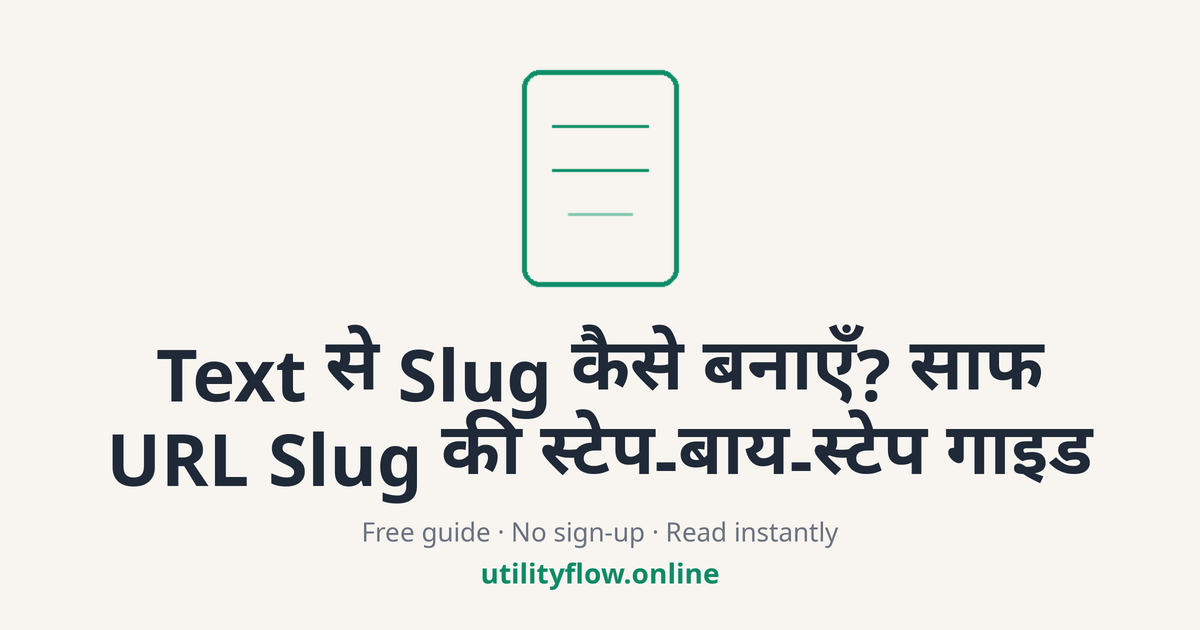 Text से Slug कैसे बनाएँ? साफ
URL Slug की स्टेप-बाय-स्टेप गाइड
Free guide · No sign-up · Read instantly
utilityflow.online